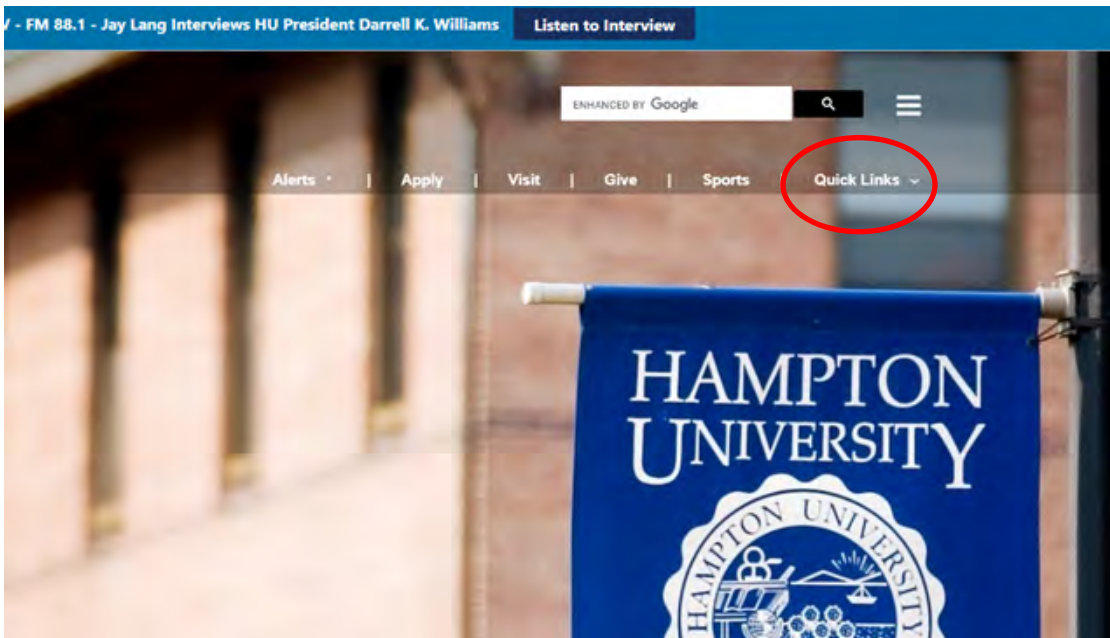 - FM 88.1 - Jay Lang Interviews HU President Darrell K. Williams Listen to Interview
ENHANCED BY Google
Alerts | Apply | Visit | Give | Sports | Quick Links
HAMPTON
UNIVERSITY
HAMPTON UNIVERSITY